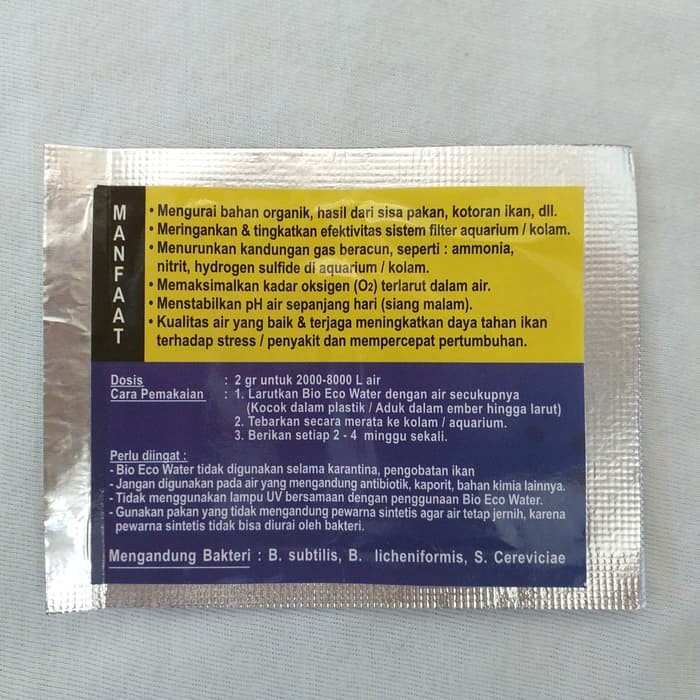 MANFAAT
• Mengurai bahan organik, hasil dari sisa pakan, kotoran ikan, dll.
• Meringankan & tingkatkan efektivitas sistem filter aquarium / kolam.
• Menurunkan kandungan gas beracun, seperti : ammonia,
nitrit, hydrogen sulfide di aquarium / kolam.
• Memaksimalkan kadar oksigen (O2) terlarut dalam air.
• Menstabilkan pH air sepanjang hari (siang malam).
• Kualitas air yang baik & terjaga meningkatkan daya tahan ikan
terhadap stress / penyakit dan mempercepat pertumbuhan.
Dosis : 2 gr untuk 2000-8000 L air
Cara Pemakaian : 1. Larutkan Bio Eco Water dengan air secukupnya
(Kocok dalam plastik / Aduk dalam ember hingga larut)
2. Tebarkan secara merata ke kolam / aquarium.
3. Berikan setiap 2 - 4 minggu sekali.
Perlu diingat :
- Bio Eco Water tidak digunakan selama karantina, pengobatan ikan
- Jangan digunakan pada air yang mengandung antibiotik, kaporit, bahan kimia lainnya.
- Tidak menggunakan lampu UV bersamaan dengan penggunaan Bio Eco Water.
- Gunakan pakan yang tidak mengandung pewarna sintetis agar air tetap jernih, karena
pewarna sintetis tidak bisa diurai oleh bakteri.
Mengandung Bakteri : B. subtilis, B. licheniformis, S. Cereviciae